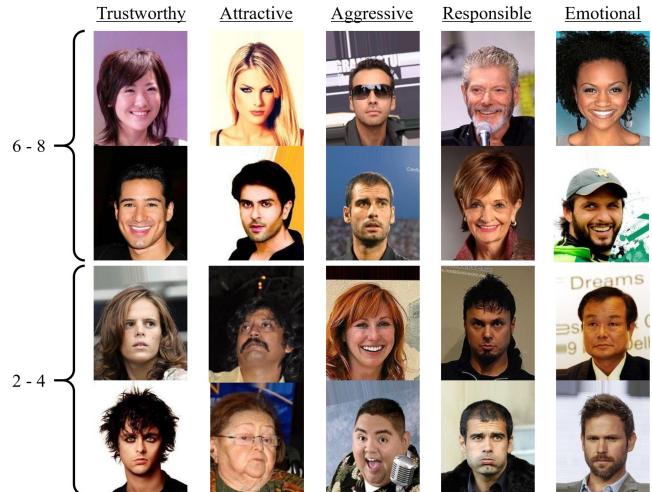 Trustworthy Attractive Aggressive Responsible Emotional
6 - 8
2 - 4
Dreams